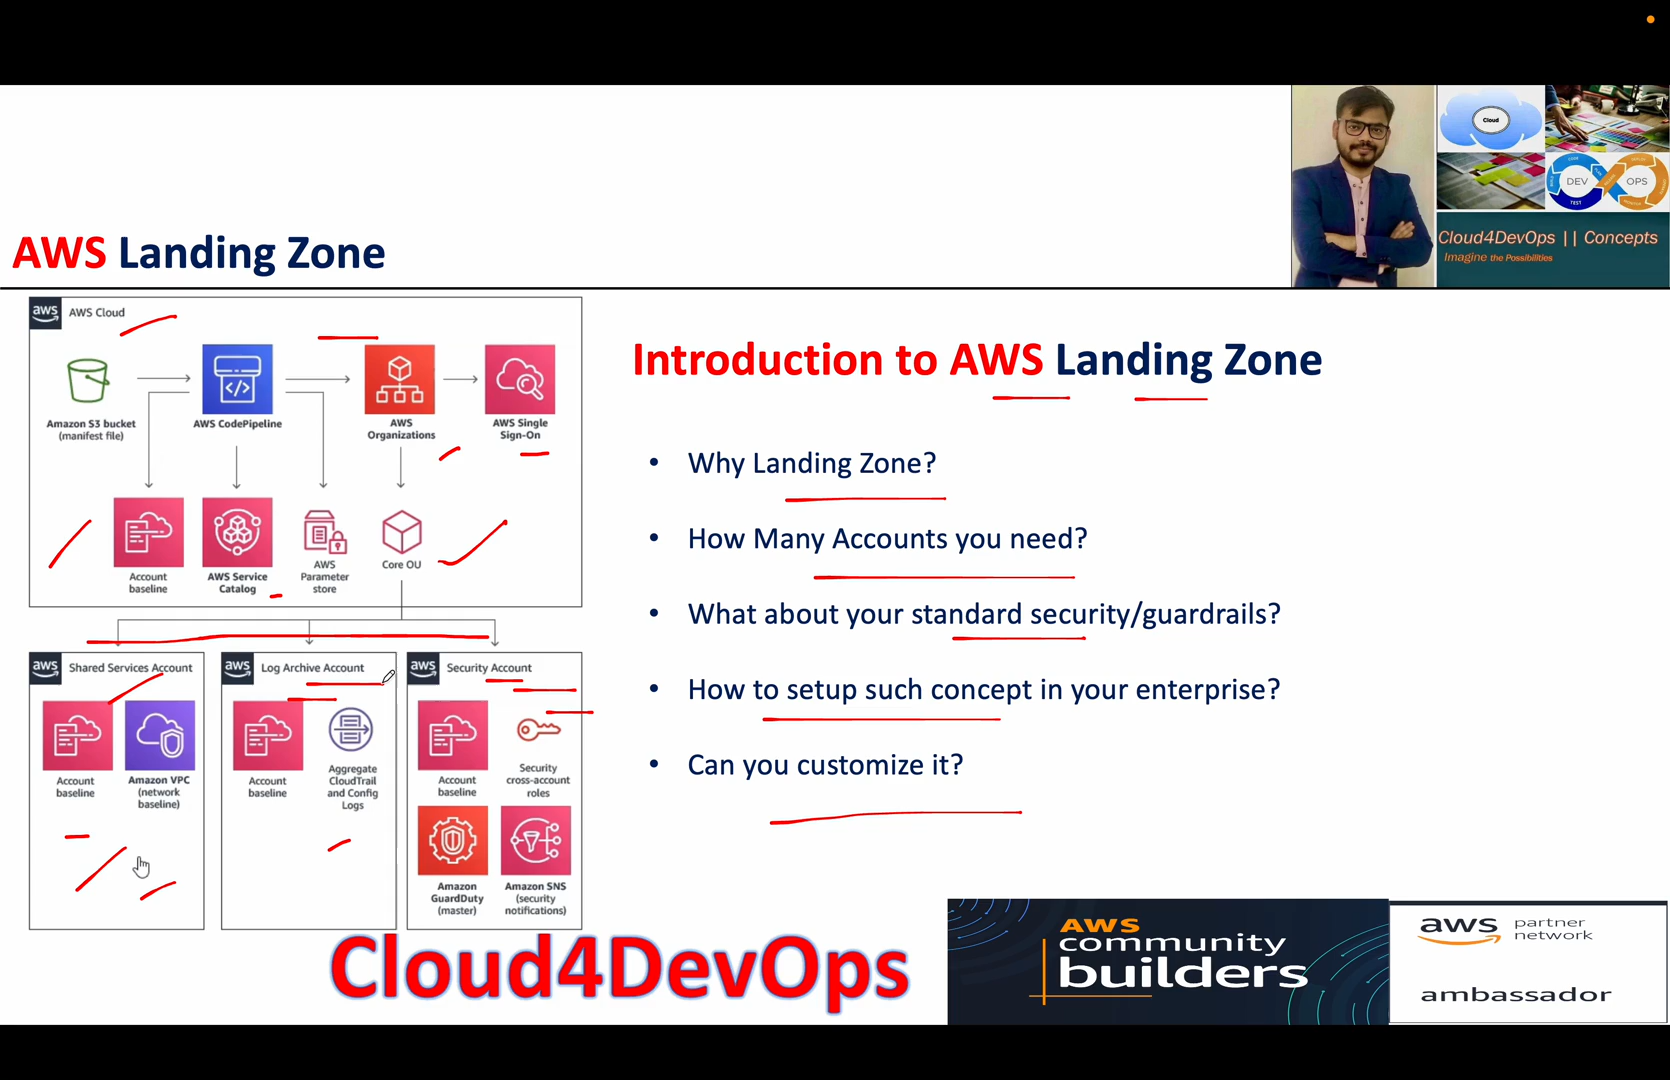 Cloud
DEV
OPS
TEST
Cloud4DevOps || Concepts
Imagine the Possibilities
AWS Landing Zone
aws
AWS Cloud
Amazon S3 bucket
(manifest file)
AWS CodePipeline
AWS
Organizations
AWS Single
Sign-On
Account
baseline
AWS Service
Catalog
AWS
Parameter
store
Core OU
aws
Shared Services Account
Account
baseline
Amazon VPC
(network
baseline)
aws
Log Archive Account
Account
baseline
Aggregate
CloudTrail
and Config
Logs
aws
Security Account
Account
baseline
Security
cross-account
roles
Amazon
GuardDuty
(master)
Amazon SNS
(security
notifications)
Introduction to AWS Landing Zone
• Why Landing Zone?
• How Many Accounts you need?
• What about your standard security/guardrails?
• How to setup such concept in your enterprise?
• Can you customize it?
Cloud4DevOps
AWS
community
builders
aws partner
network
ambassador